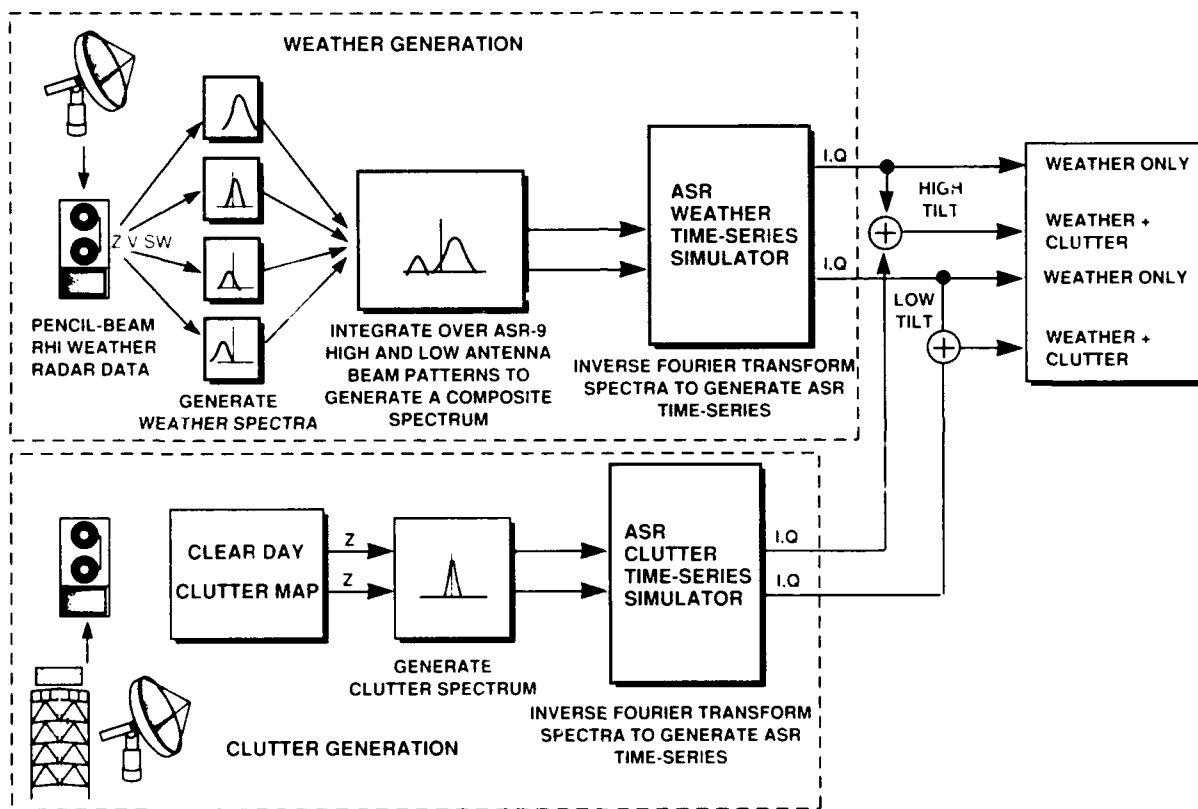 WEATHER GENERATION
Z V SW
PENCIL-BEAM
RHI WEATHER
RADAR DATA
GENERATE
WEATHER SPECTRA
INTEGRATE OVER ASR-9
HIGH AND LOW ANTENNA
BEAM PATTERNS TO
GENERATE A COMPOSITE
SPECTRUM
ASR
WEATHER
TIME-SERIES
SIMULATOR
INVERSE FOURIER TRANSFORM
SPECTRA TO GENERATE ASR
TIME-SERIES
I.Q
I.Q
HIGH
TILT
LOW
TILT
WEATHER ONLY
WEATHER +
CLUTTER
WEATHER ONLY
WEATHER +
CLUTTER
CLEAR DAY
CLUTTER MAP
Z
Z
GENERATE
CLUTTER SPECTRUM
ASR
CLUTTER
TIME-SERIES
SIMULATOR
I.Q
I.Q
INVERSE FOURIER TRANSFORM
SPECTRA TO GENERATE ASR
TIME-SERIES
CLUTTER GENERATION